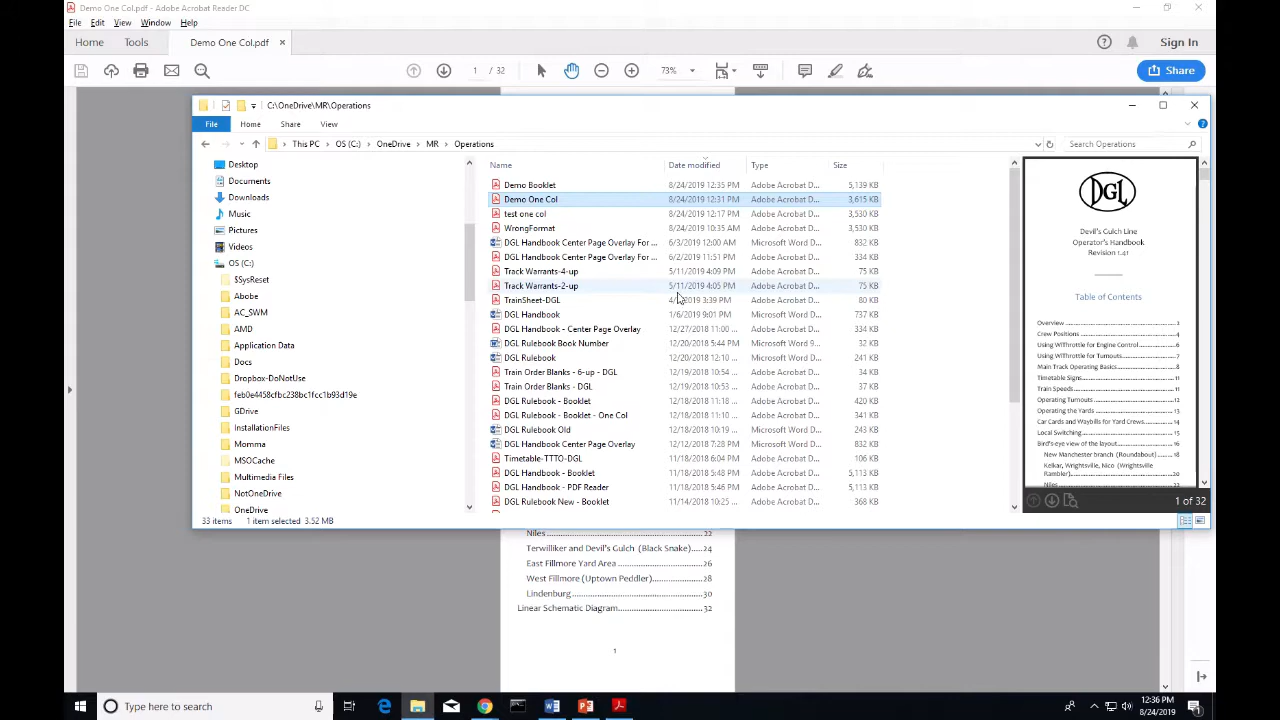 Demo One Col.pdf - Adobe Acrobat Reader DC
File Edit View Window Help
Home Tools Demo One Col.pdf × Sign In
1 / 32 73% Share
C:\OneDrive\MR\Operations
File Home Share View
This PC OS (C:) OneDrive MR Operations Search Operations
Name Date modified Type Size
Desktop
Documents
Downloads
Music
Pictures
Videos
OS (C:)
$SysReset
Abobe
AC_SWM
AMD
Application Data
Docs
Dropbox-DoNotUse
feb0e4458cfbc238bc1fcc1b93d19e
GDrive
InstallationFiles
Momma
MSOCache
Multimedia Files
NotOneDrive
OneDrive
Demo Booklet 8/24/2019 12:35 PM Adobe Acrobat D... 5,139 KB
Demo One Col 8/24/2019 12:31 PM Adobe Acrobat D... 3,615 KB
test one col 8/24/2019 12:17 PM Adobe Acrobat D... 3,530 KB
WrongFormat 8/24/2019 10:35 AM Adobe Acrobat D... 3,530 KB
DGL Handbook Center Page Overlay For ... 6/3/2019 12:00 AM Microsoft Word D... 832 KB
DGL Handbook Center Page Overlay For ... 6/2/2019 11:51 PM Adobe Acrobat D... 334 KB
Track Warrants-4-up 5/11/2019 4:09 PM Adobe Acrobat D... 75 KB
Track Warrants-2-up 5/11/2019 4:05 PM Adobe Acrobat D... 75 KB
TrainSheet-DGL 3:39 PM Adobe Acrobat D... 80 KB
DGL Handbook 1/6/2019 9:01 PM Microsoft Word D... 737 KB
DGL Handbook - Center Page Overlay 12/27/2018 11:00 ... Adobe Acrobat D... 334 KB
DGL Rulebook Book Number 12/20/2018 5:44 PM Microsoft Word 9... 32 KB
DGL Rulebook 12/20/2018 12:10 ... Microsoft Word D... 241 KB
Train Order Blanks - 6-up - DGL 12/19/2018 10:54 ... Adobe Acrobat D... 34 KB
Train Order Blanks - DGL 12/19/2018 10:53 ... Adobe Acrobat D... 37 KB
DGL Rulebook - Booklet 12/18/2018 11:18 ... Adobe Acrobat D... 420 KB
DGL Rulebook - Booklet - One Col 12/18/2018 11:18 ... Adobe Acrobat D... 341 KB
DGL Rulebook Old 12/18/2018 10:19 ... Microsoft Word D... 243 KB
DGL Handbook Center Page Overlay 12/12/2018 7:28 PM Microsoft Word D... 832 KB
Timetable-TTTO-DGL 11/18/2018 6:04 PM Adobe Acrobat D... 106 KB
DGL Handbook - Booklet 11/18/2018 5:46 PM Adobe Acrobat D... 5,113 KB
DGL Handbook - PDF Reader 11/18/2018 5:46 PM Adobe Acrobat D... 5,113 KB
DGL Rulebook New - Booklet 11/14/2018 10:25 ... Adobe Acrobat D... 368 KB
DGL
Devil's Gulch Line
Operator's Handbook
Revision 1.41
Table of Contents
Overview 2
Crew Positions 4
Using WiThrottle for Engine Control 6
Using WiThrottle for Turnouts 7
Main Track Operating Basics 8
Timetable Signs 11
Train Speeds 11
Operating Turnouts 12
Operating the Yards 13
Car Cards and Waybills for Yard Crews 14
Local Switching 15
Bird's-eye view of the layout 16
New Manchester branch (Roundabout) 18
Kelkar, Wrightsville, Nico (Wrightsville
Rambler) 20
Niles 22
1 of 32
33 items 1 item selected 3.52 MB
Niles 22
Terwilliker and Devil's Gulch (Black Snake) 24
East Fillmore Yard Area 26
West Fillmore (Uptown Peddler) 28
Lindenburg 30
Linear Schematic Diagram 32
1
Type here to search
12:36 PM
8/24/2019